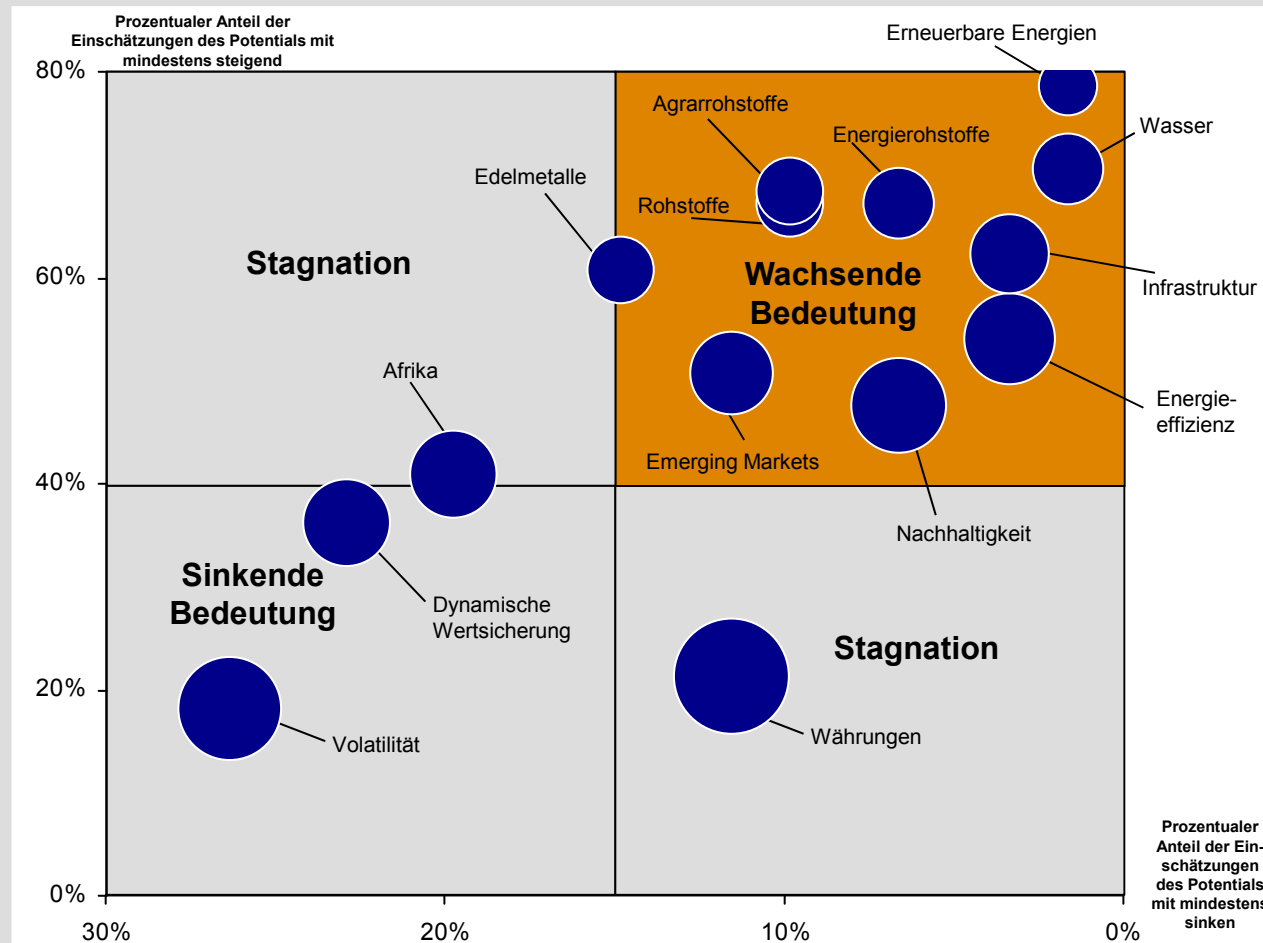 Prozentualer Anteil der
Einschätzungen des Potentials mit
mindestens steigend
Erneuerbare Energien
80%
Agrarrohstoffe
Energierohstoffe
Wasser
Edelmetalle
Rohstoffe
Stagnation
60%
Wachsende
Bedeutung
Infrastruktur
Afrika
Energie-
effizienz
Emerging Markets
40%
Nachhaltigkeit
Sinkende
Bedeutung
Dynamische
Wertsicherung
Stagnation
20%
Volatilität
Währungen
Prozentualer
Anteil der Ein-
schätzungen
des Potentials
mit mindestens
sinken
0%
30%
20%
10%
0%